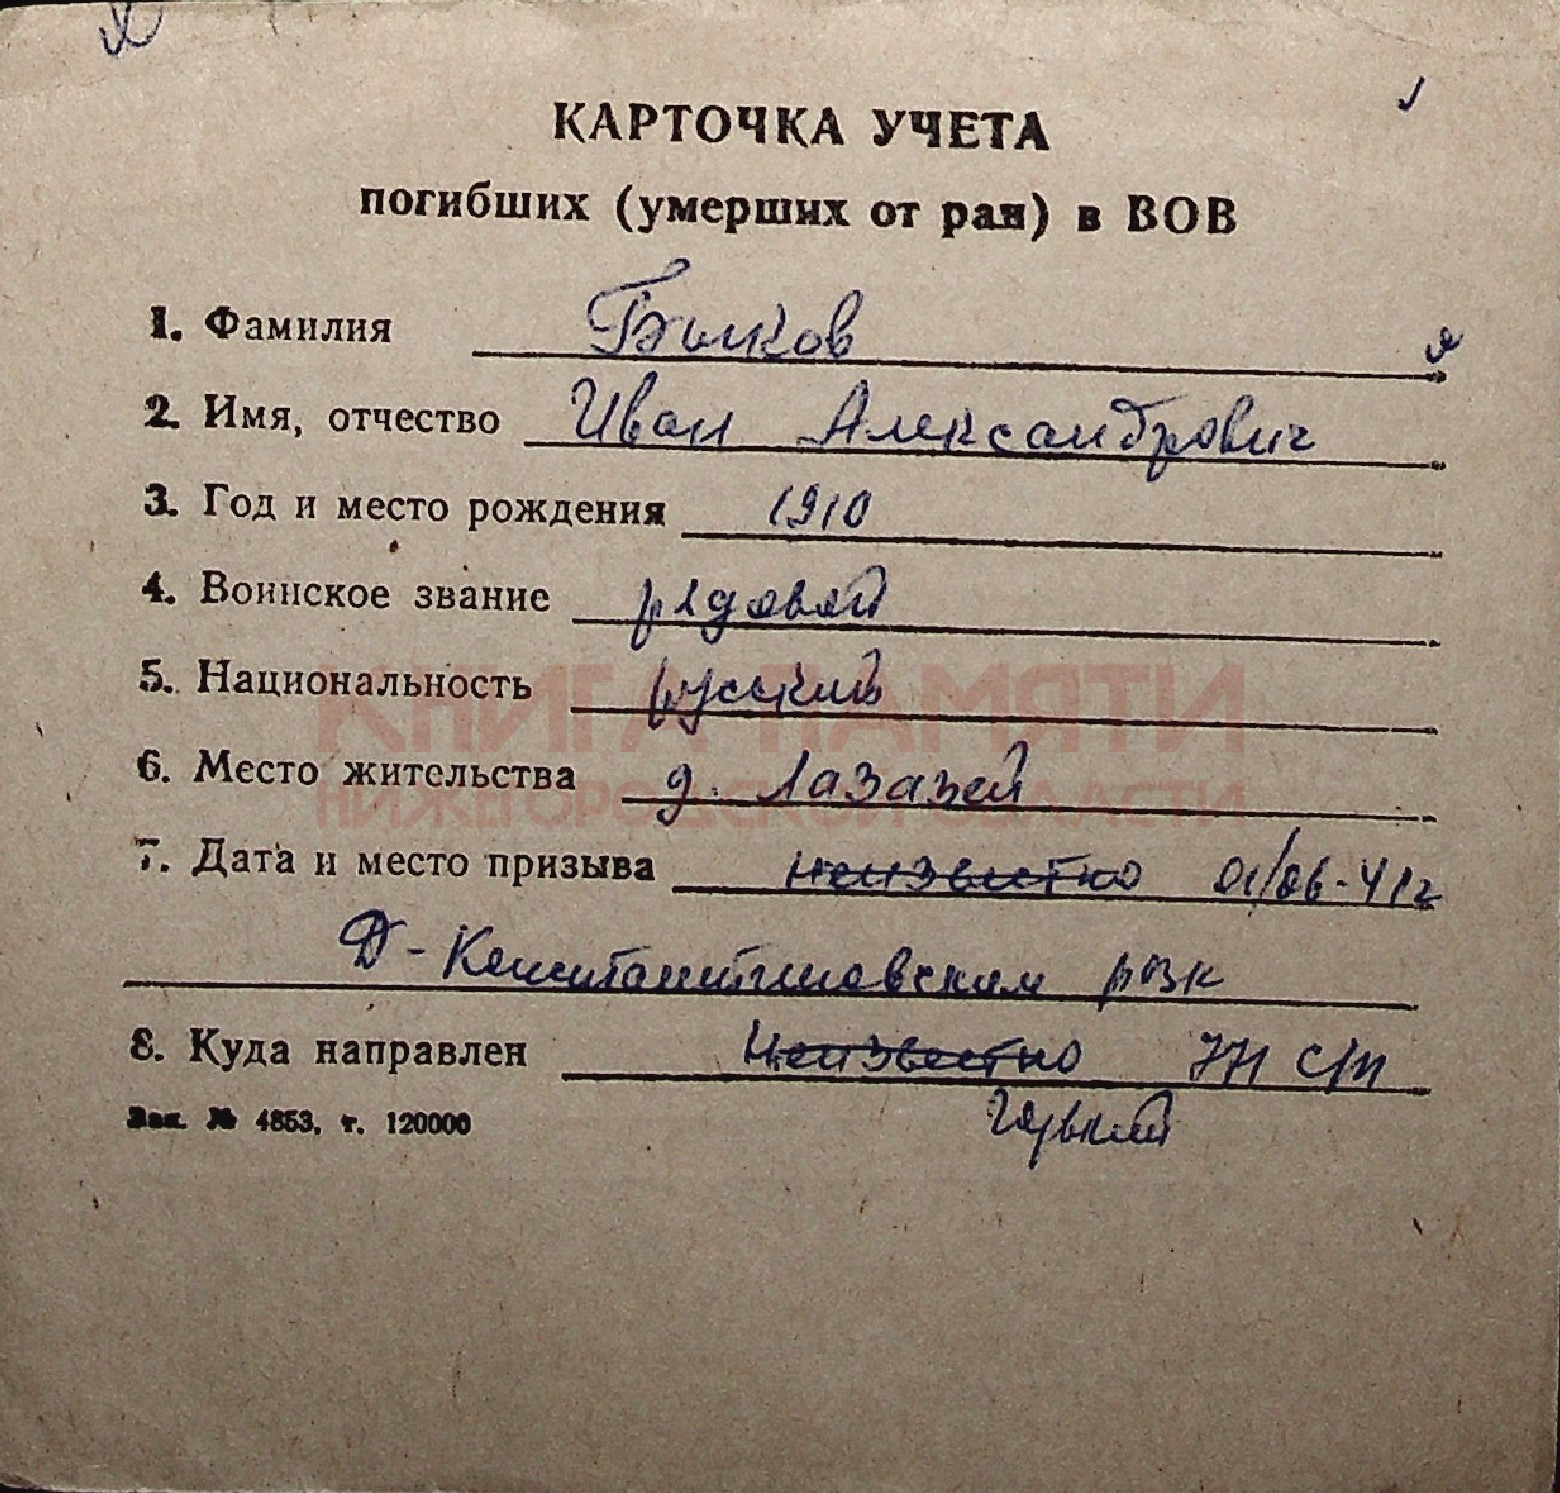 КАРТОЧКА УЧЕТА
погибших (умерших от ран) в ВОВ
1. Фамилия Быков
2. Имя, отчество Иван Александрович
3. Год и место рождения 1910
4. Воинское звание рядовой
5. Национальность русский
6. Место жительства д. Лазазей
7. Дата и место призыва неизвестно 01/06-41г
Д-Константиновским рвк
8. Куда направлен неизвестно 771 с/п
Горький
Зак. № 4853, т. 120000
КНИГА ПАМЯТИ
НИЖЕГОРОДСКОЙ ОБЛАСТИ